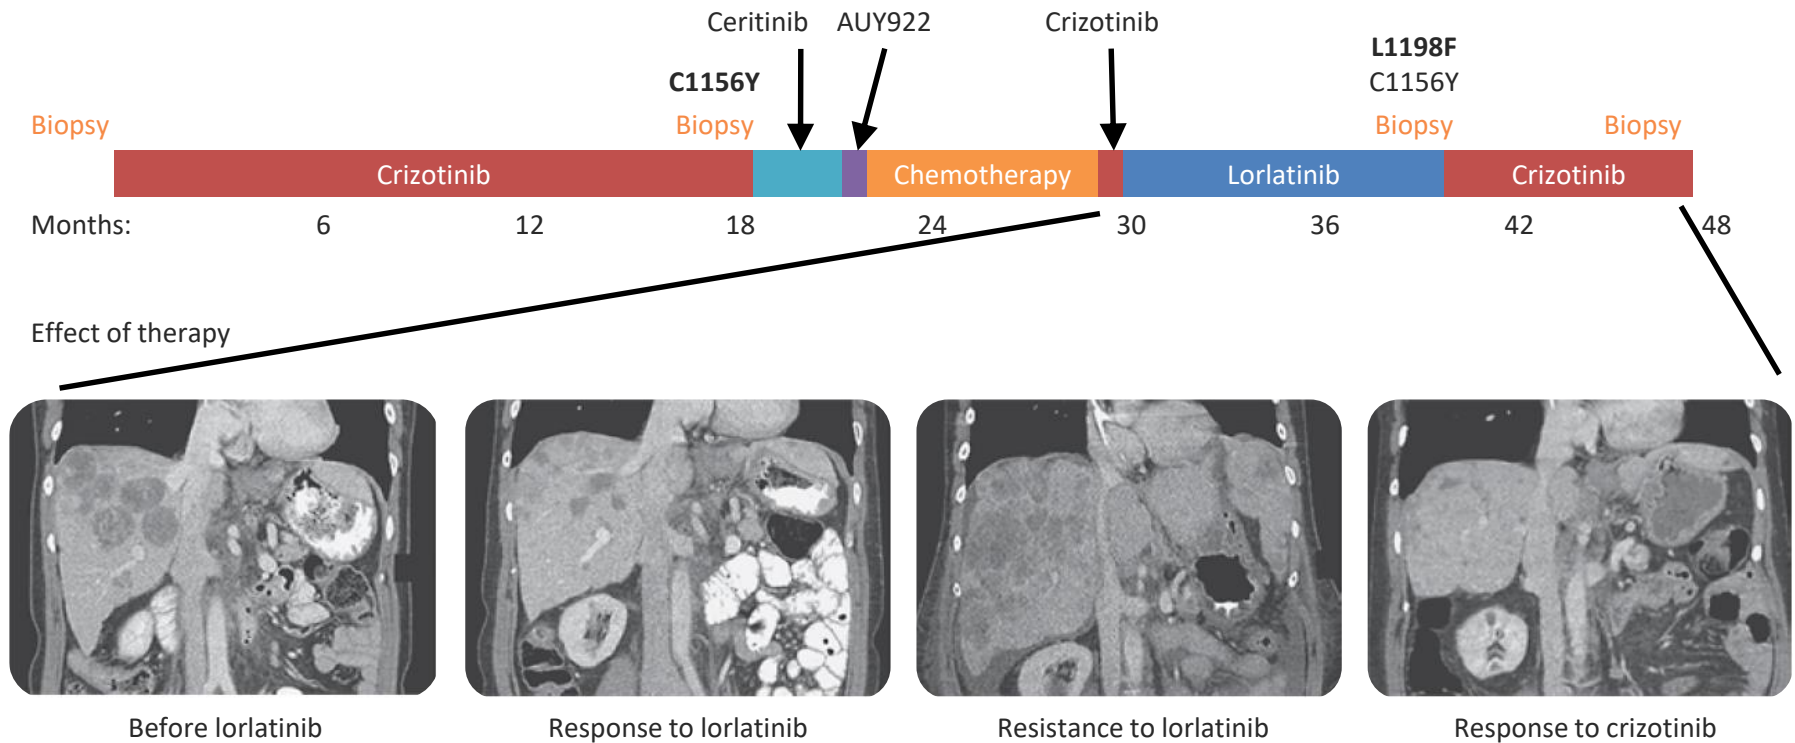 Ceritinib
AUY922
Crizotinib
L1198F
C1156Y
C1156Y
Biopsy
Biopsy
Biopsy
Biopsy
Crizotinib
Chemotherapy
Lorlatinib
Crizotinib
Months: 6 12 18 24 30 36 42 48
Effect of therapy
Before lorlatinib
Response to lorlatinib
Resistance to lorlatinib
Response to crizotinib